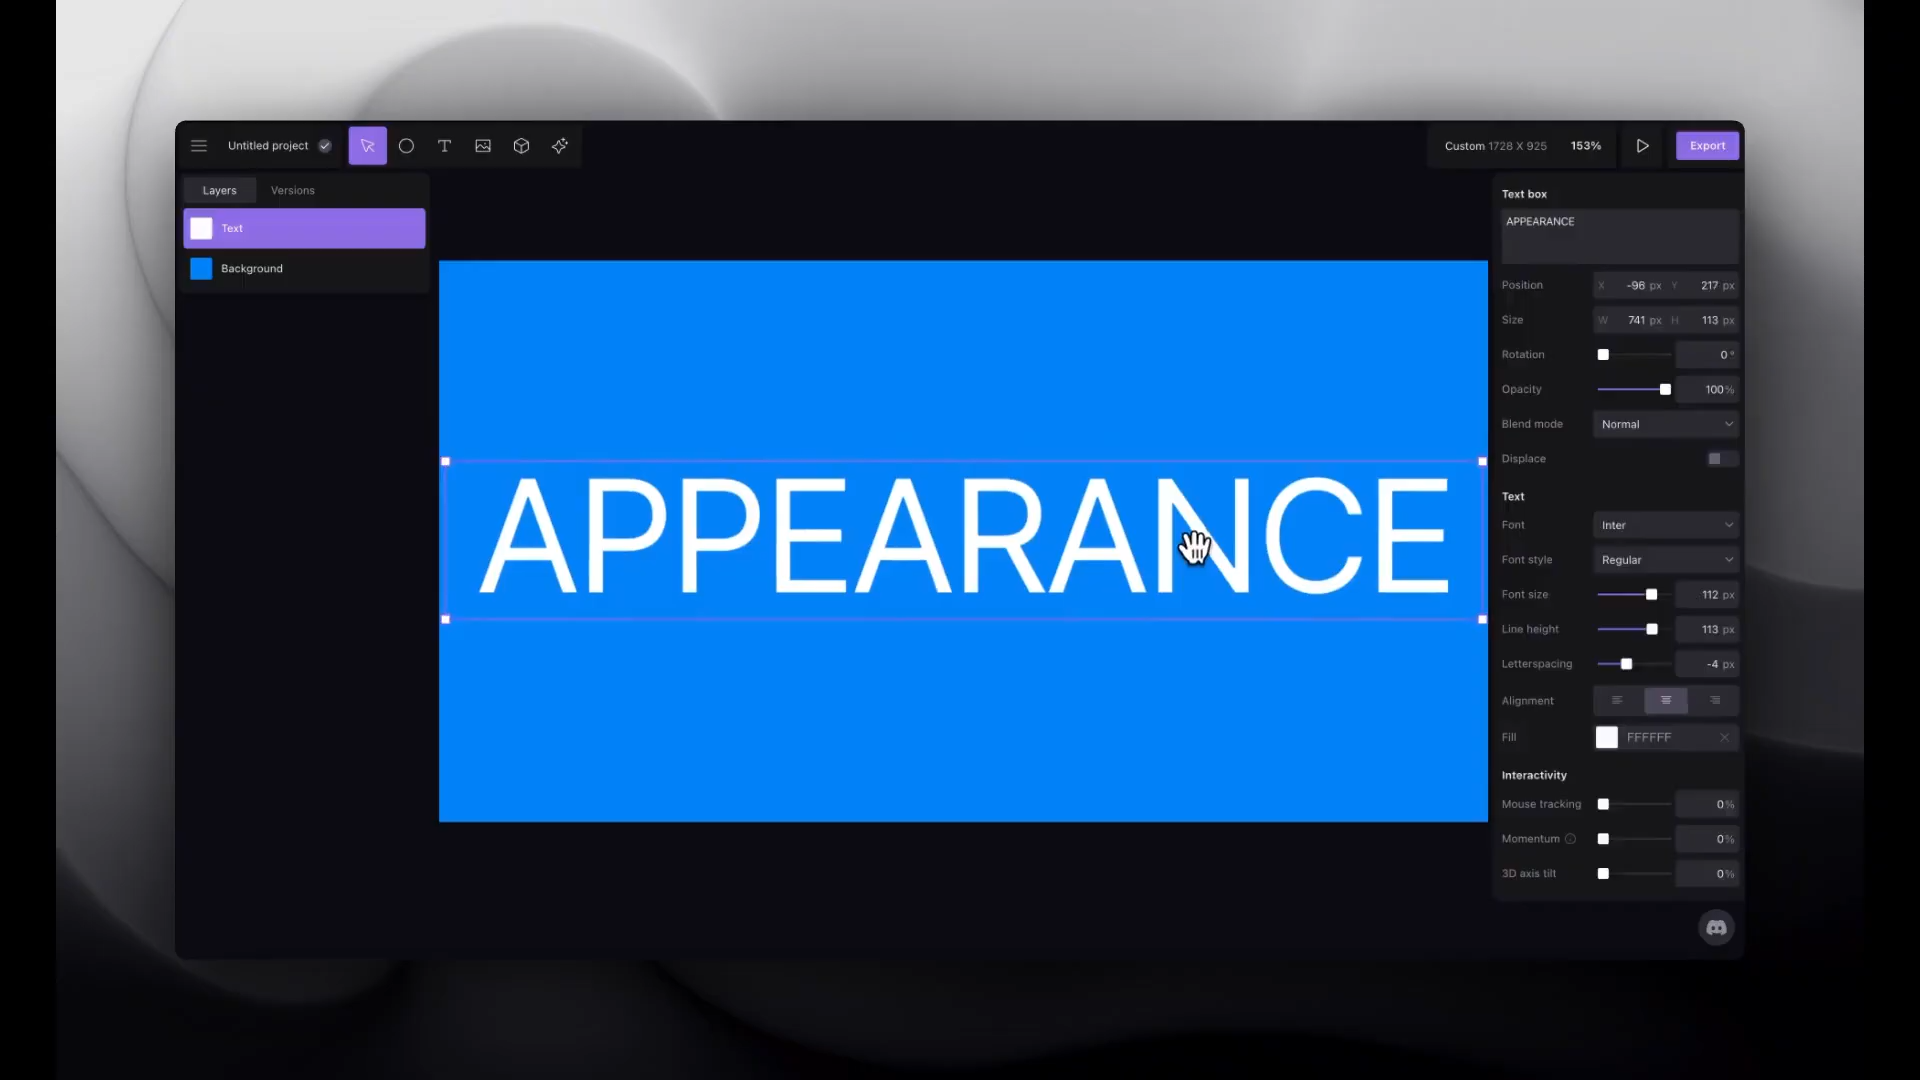 Untitled project
Custom 1728 X 925 153% Export
Layers Versions
Text
Background
APPEARANCE
Text box
APPEARANCE
Position X -96 px Y 217 px
Size W 741 px H 113 px
Rotation 0 °
Opacity 100%
Blend mode Normal
Displace
Text
Font Inter
Font style Regular
Font size 112 px
Line height 113 px
Letterspacing -4 px
Alignment
Fill FFFFFF
Interactivity
Mouse tracking 0%
Momentum 0%
3D axis tilt 0%